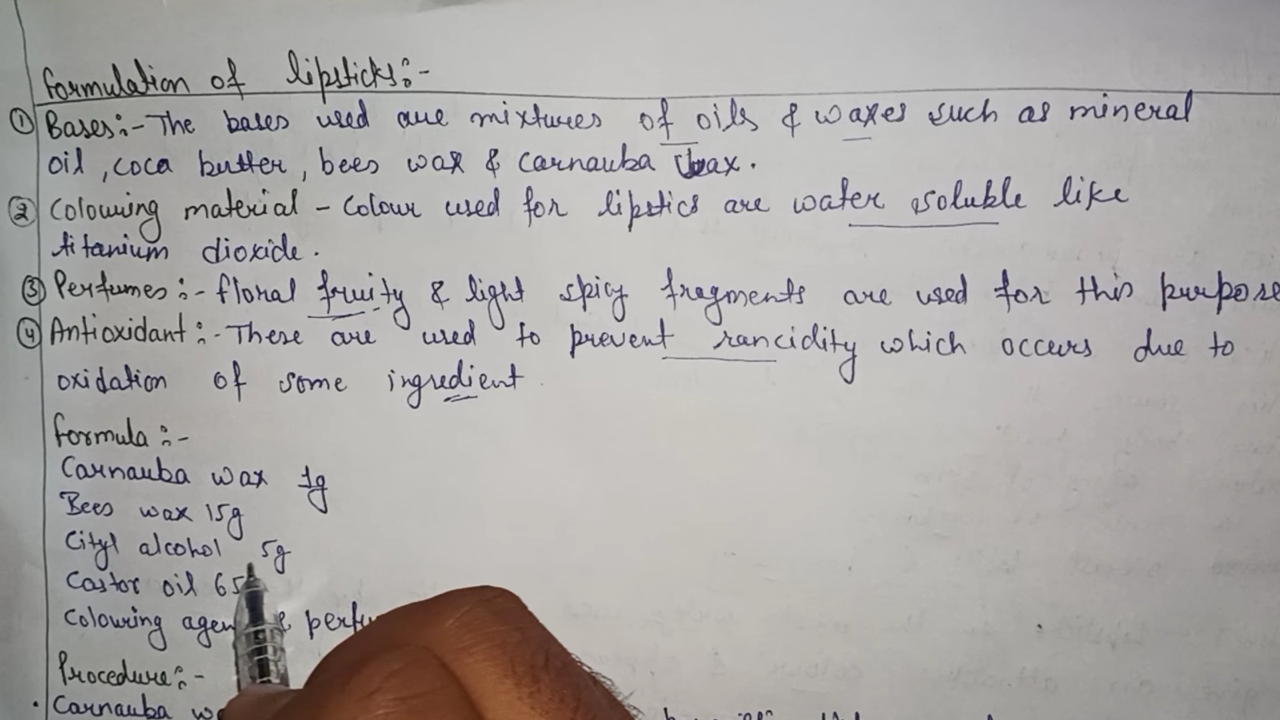 Formulation of lipsticks:-
① Bases:- The bases used are mixtures of oils & waxes such as mineral
oil, coca butter, bees wax & Carnauba wax.
② Colouring material - Colour used for lipstics are water soluble like
titanium dioxide.
③ Perfumes:- floral fruity & light spicy fragments are used for this purpose
④ Antioxidant:- These are used to prevent rancidity which occurs due to
oxidation of some ingredient.
Formula:-
Carnauba wax 1g
Bees wax 15g
Cityl alcohol 5g
Castor oil 65
Colouring agen & perfu
Procedure:-
Carnauba